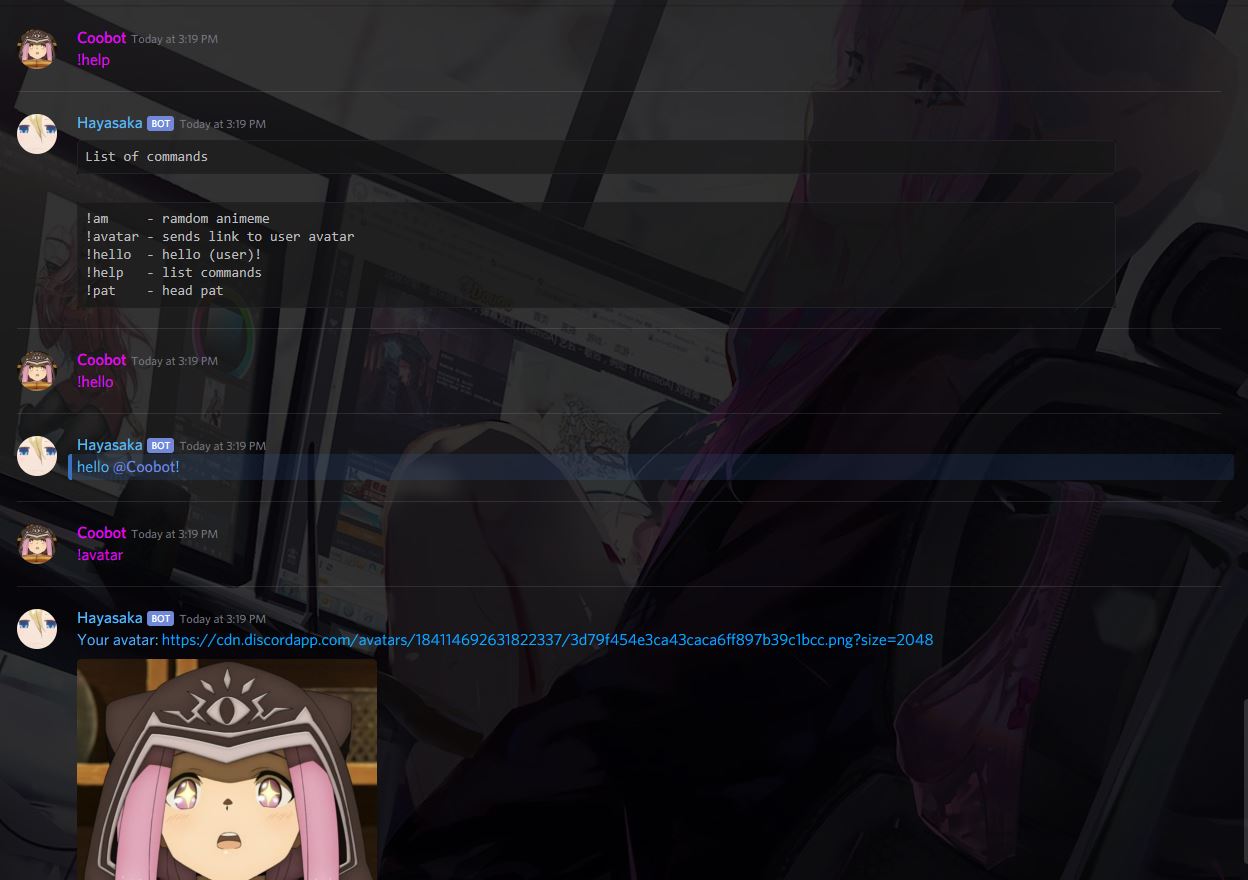 Coobot Today at 3:19 PM
!help
Hayasaka BOT Today at 3:19 PM
List of commands
!am - ramdom animeme
!avatar - sends link to user avatar
!hello - hello (user)!
!help - list commands
!pat - head pat
Coobot Today at 3:19 PM
!hello
Hayasaka BOT Today at 3:19 PM
hello @Coobot!
Coobot Today at 3:19 PM
!avatar
Hayasaka BOT Today at 3:19 PM
Your avatar: https://cdn.discordapp.com/avatars/184114692631822337/3d79f454e3ca43caca6ff897b39c1bcc.png?size=2048